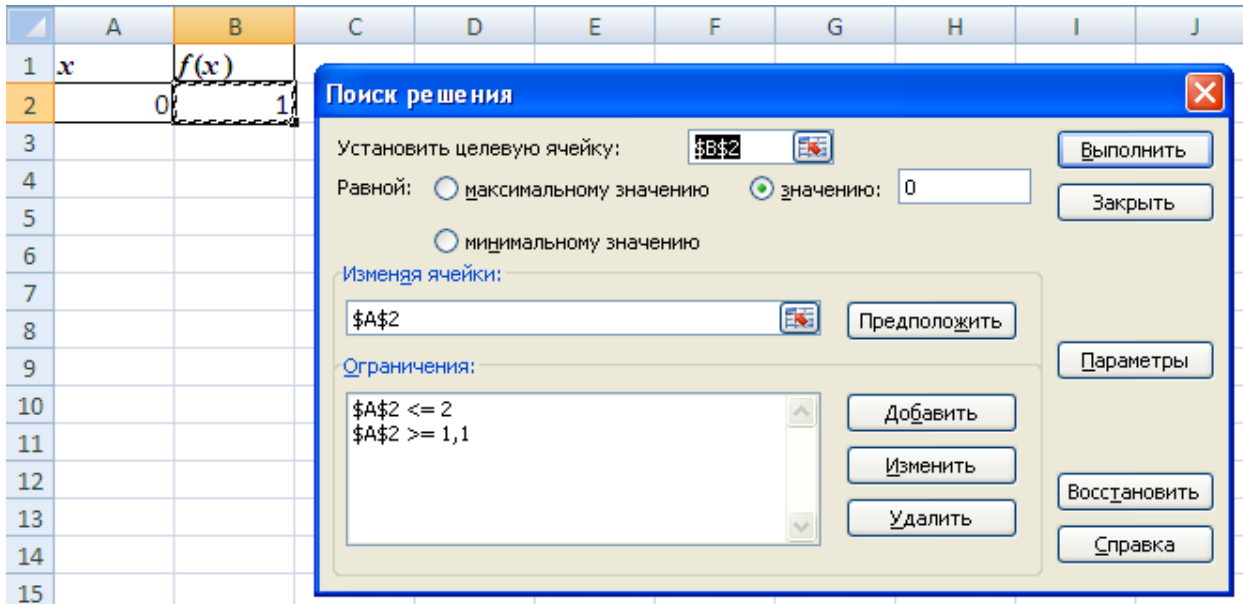 A B C D E F G H I J
1 x f(x)
2 0 1
3
4
5
6
7
8
9
10
11
12
13
14
15
Поиск решения
Установить целевую ячейку: $B$2
Равной: максимальному значению значению: 0
минимальному значению
Изменяя ячейки:
$A$2
Предположить
Ограничения:
$A$2 <= 2
$A$2 >= 1,1
Добавить
Изменить
Удалить
Выполнить
Закрыть
Параметры
Восстановить
Справка